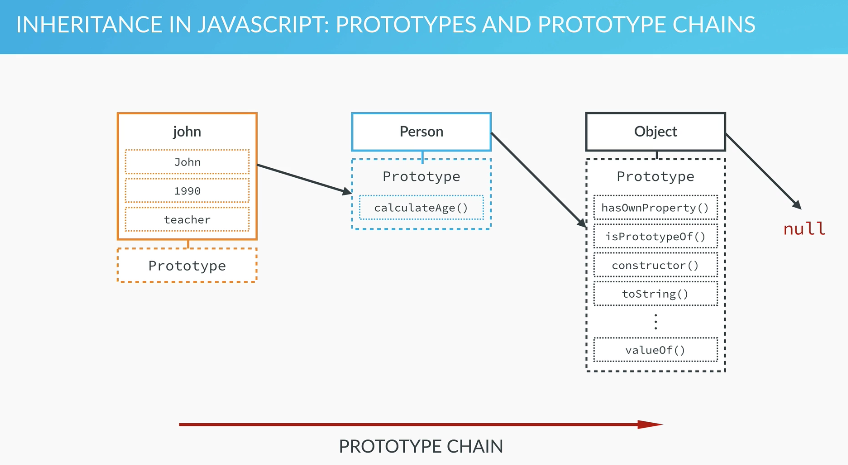 INHERITANCE IN JAVASCRIPT: PROTOTYPES AND PROTOTYPE CHAINS
john
John
1990
teacher
Prototype
Person
Prototype
calculateAge()
Object
Prototype
hasOwnProperty()
isPrototypeOf()
constructor()
toString()
⋮
valueOf()
null
PROTOTYPE CHAIN